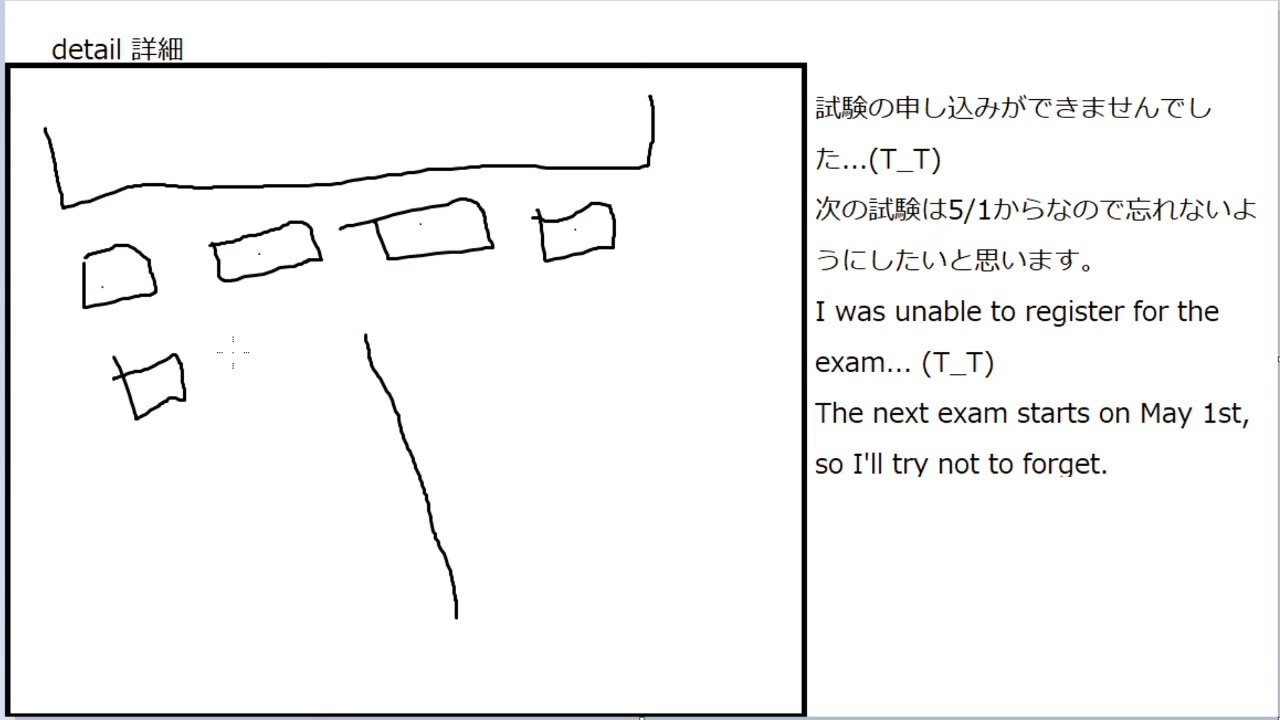 detail 詳細
試験の申し込みができませんでし
た...(T_T)
次の試験は5/1からなので忘れないよ
うにしたいと思います。
I was unable to register for the
exam... (T_T)
The next exam starts on May 1st,
so I'll try not to forget.